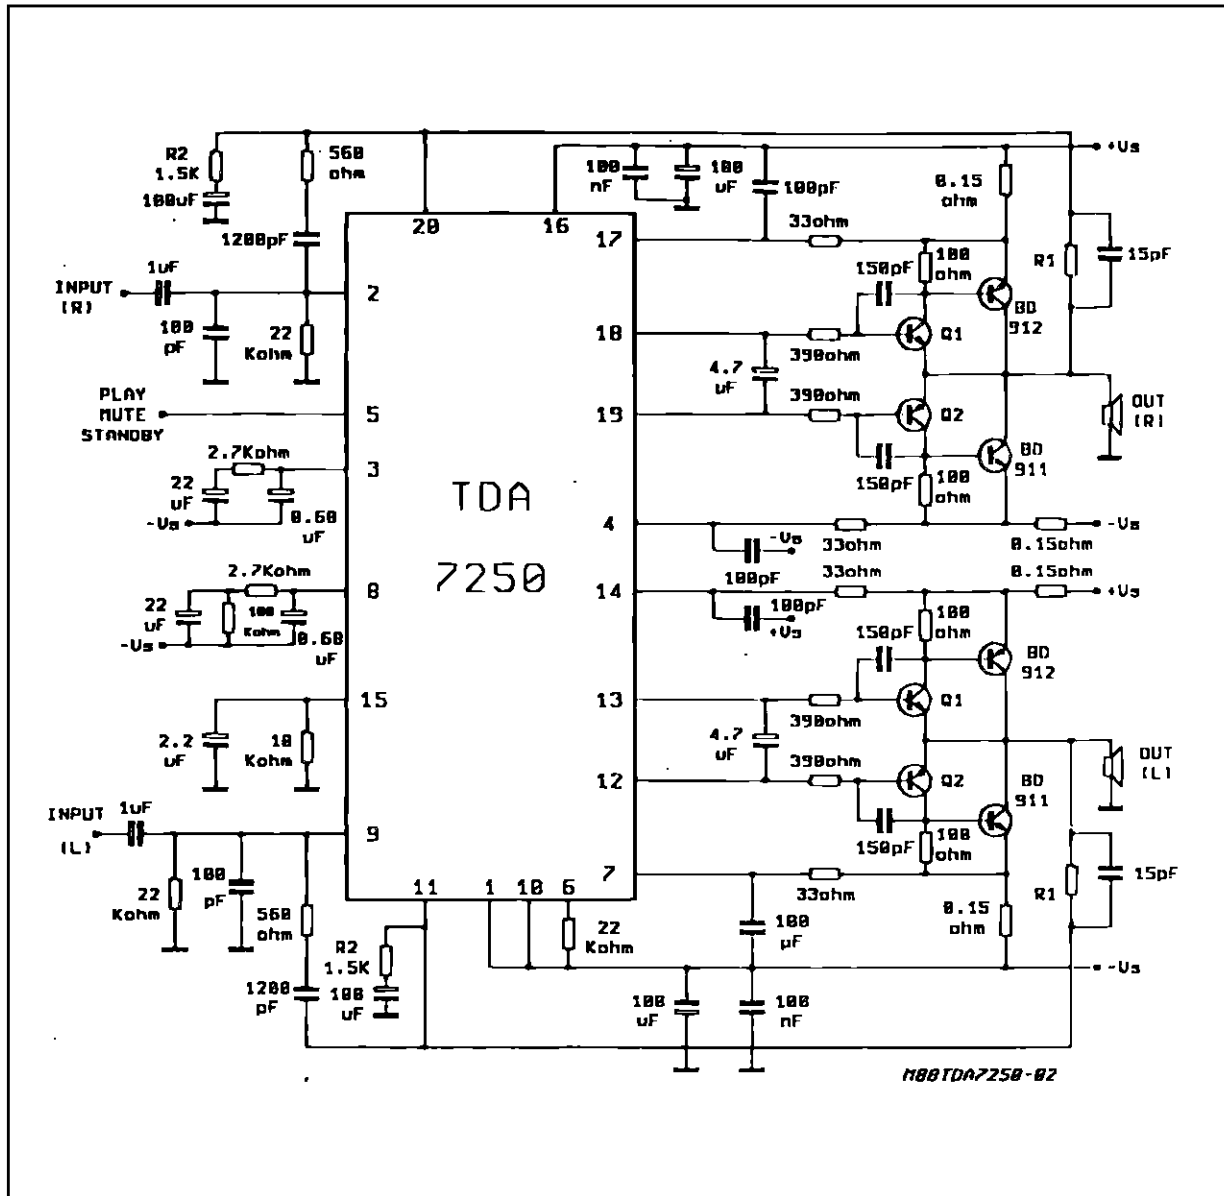 R2
1.5K
100uF
560
ohm
1200pF
INPUT
(R)
1uF
100
pF
22
Kohm
PLAY
MUTE
STANDBY
2.7Kohm
22
uF
-Vs
0.68
uF
2.7Kohm
22
uF
100
Kohm
0.68
uF
-Vs
2.2
uF
10
Kohm
INPUT
(L)
1uF
22
Kohm
100
pF
560
ohm
1200
pF
R2
1.5K
100
uF
TDA
7250
20
16
2
5
3
8
15
9
17
18
19
4
14
13
12
7
11
1
10
6
22
Kohm
100
nF
100
uF
100pF
33ohm
0.15
ohm
+Vs
150pF
100
ohm
BD
912
R1
15pF
390ohm
Q1
4.7
uF
390ohm
Q2
OUT
(R)
150pF
100
ohm
BD
911
33ohm
0.15ohm
-Vs
-Vs
100pF
33ohm
0.15ohm
+Vs
100pF
+Vs
150pF
100
ohm
BD
912
390ohm
Q1
4.7
uF
390ohm
Q2
OUT
(L)
150pF
100
ohm
BD
911
33ohm
0.15
ohm
R1
15pF
100
µF
-Vs
100
uF
100
nF
M88TDA7250-02